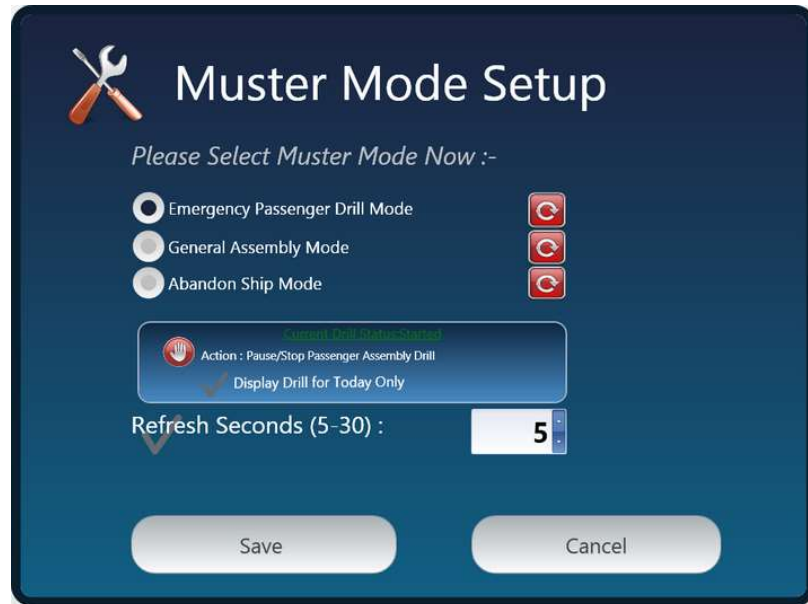 Muster Mode Setup
Please Select Muster Mode Now :-
Emergency Passenger Drill Mode
General Assembly Mode
Abandon Ship Mode
Current Drill Status:Started
Action : Pause/Stop Passenger Assembly Drill
Display Drill for Today Only
Refresh Seconds (5-30) : 5
Save Cancel